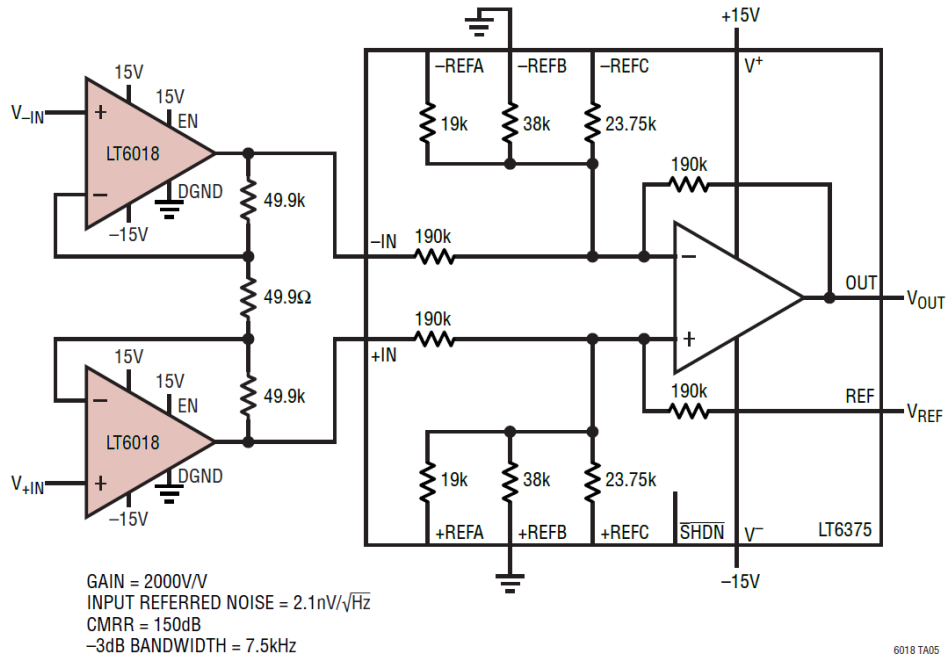 +15V
–REFA
–REFB
–REFC
V+
15V
15V
EN
V–IN
+
LT6018
–
DGND
–15V
19k
38k
23.75k
49.9k
190k
–IN
190k
–
49.9Ω
OUT
VOUT
190k
+IN
+
15V
15V
EN
–
49.9k
190k
REF
VREF
LT6018
V+IN
+
DGND
–15V
19k
38k
23.75k
+REFA
+REFB
+REFC
SHDN
V–
LT6375
–15V
GAIN = 2000V/V
INPUT REFERRED NOISE = 2.1nV/√Hz
CMRR = 150dB
–3dB BANDWIDTH = 7.5kHz
6018 TA05